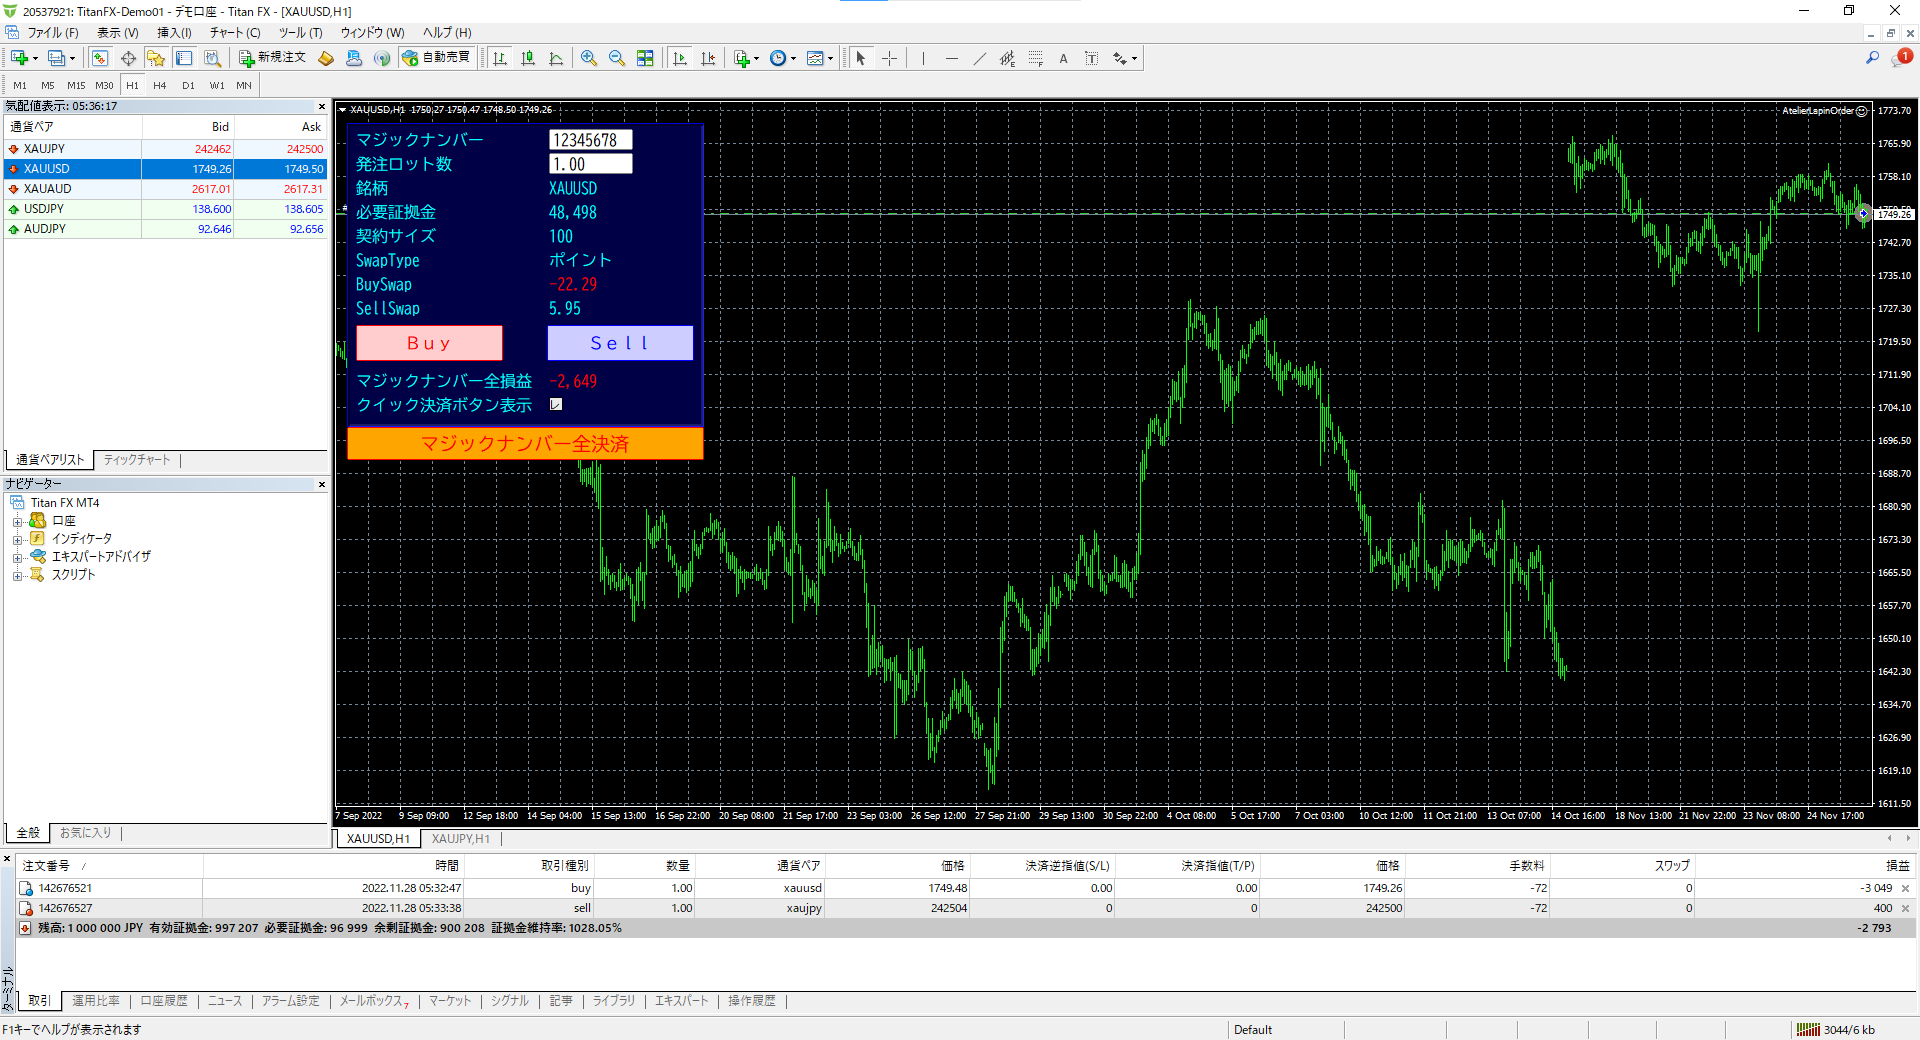 20537921: TitanFX-Demo01 - デモ口座 - Titan FX - [XAUUSD,H1]
ファイル (F) 表示 (V) 挿入(I) チャート (C) ツール (T) ウィンドウ (W) ヘルプ (H)
新規注文 自動売買 A T 1
M1 M5 M15 M30 H1 H4 D1 W1 MN
気配値表示: 05:36:17
通貨ペア Bid Ask
XAUJPY 242462 242500
XAUUSD 1749.26 1749.50
XAUAUD 2617.01 2617.31
USDJPY 138.600 138.605
AUDJPY 92.646 92.656
通貨ペアリスト ティックチャート
ナビゲーター
Titan FX MT4
口座
インディケータ
エキスパートアドバイザ
スクリプト
全般 お気に入り
XAUUSD,H1 1750.27 1750.47 1748.50 1749.26
AtelierLapinOrder
マジックナンバー 12345678
発注ロット数 1.00
銘柄 XAUUSD
必要証拠金 48,498
契約サイズ 100
SwapType ポイント
BuySwap -22.29
SellSwap 5.95
Buy Sell
マジックナンバー全損益 -2,649
クイック決済ボタン表示
マジックナンバー全決済
1773.70
1765.90
1758.10
1749.26
1742.70
1735.10
1727.30
1719.50
1711.90
1704.10
1696.50
1688.70
1680.90
1673.30
1665.50
1657.70
1650.10
1642.30
1634.70
1626.90
1619.10
1611.50
7 Sep 2022 9 Sep 09:00 12 Sep 18:00 14 Sep 04:00 15 Sep 13:00 16 Sep 22:00 20 Sep 08:00 21 Sep 17:00 23 Sep 03:00 26 Sep 12:00 27 Sep 21:00 29 Sep 13:00 30 Sep 22:00 4 Oct 08:00 5 Oct 17:00 7 Oct 03:00 10 Oct 12:00 11 Oct 21:00 13 Oct 07:00 14 Oct 16:00 18 Nov 13:00 21 Nov 22:00 23 Nov 08:00 24 Nov 17:00
XAUUSD,H1 XAUJPY,H1
注文番号 / 時間 取引種別 数量 通貨ペア 価格 決済逆指値(S/L) 決済指値(T/P) 価格 手数料 スワップ 損益
142676521 2022.11.28 05:32:47 buy 1.00 xauusd 1749.48 0.00 0.00 1749.26 -72 0 -3 049
142676527 2022.11.28 05:33:38 sell 1.00 xaujpy 242504 0 0 242500 -72 0 400
残高: 1 000 000 JPY 有効証拠金: 997 207 必要証拠金: 96 999 余剰証拠金: 900 208 証拠金維持率: 1028.05% -2 793
ターミナル
取引 運用比率 口座履歴 ニュース アラーム設定 メールボックス 7 マーケット シグナル 記事 ライブラリ エキスパート 操作履歴
F1キーでヘルプが表示されます Default 3044/6 kb